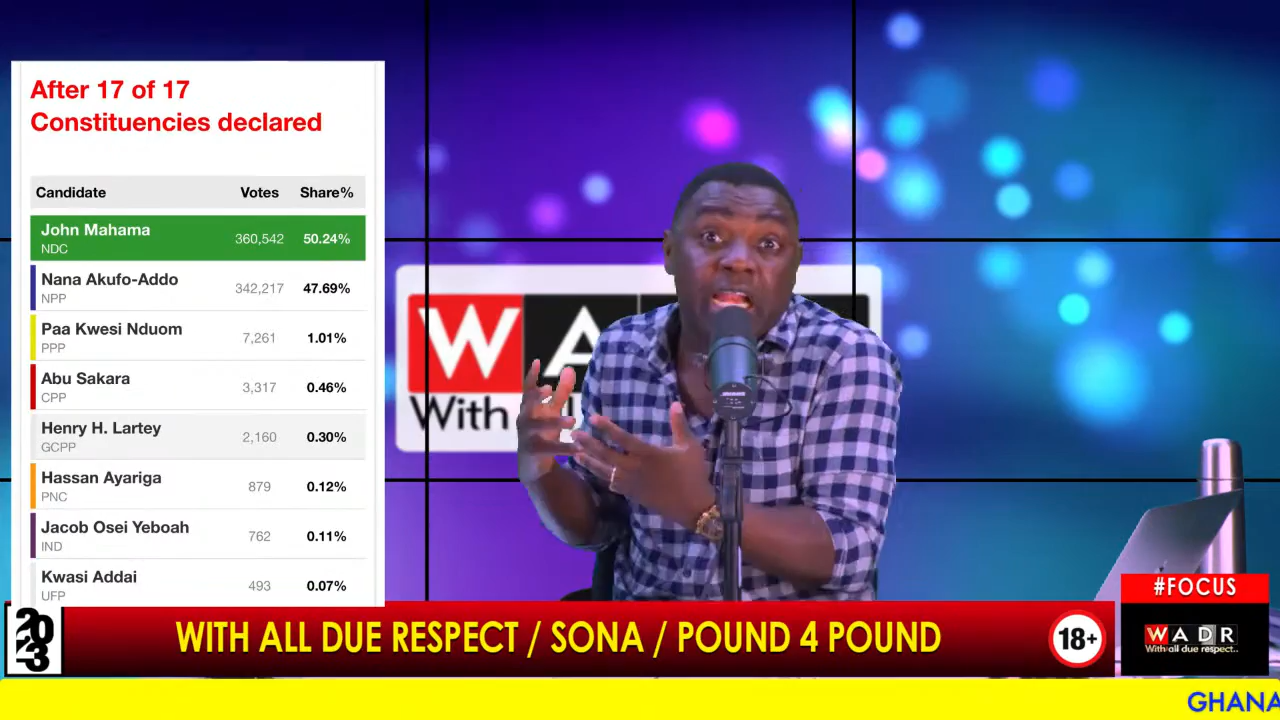 After 17 of 17
Constituencies declared
Candidate Votes Share%
John Mahama 360,542 50.24%
NDC
Nana Akufo-Addo 342,217 47.69%
NPP
Paa Kwesi Nduom 7,261 1.01%
PPP
Abu Sakara 3,317 0.46%
CPP
Henry H. Lartey 2,160 0.30%
GCPP
Hassan Ayariga 879 0.12%
PNC
Jacob Osei Yeboah 762 0.11%
IND
Kwasi Addai 493 0.07%
UFP
W A
With
2023
WITH ALL DUE RESPECT / SONA / POUND 4 POUND
18+
#FOCUS
WADR
With all due respect..
GHANA